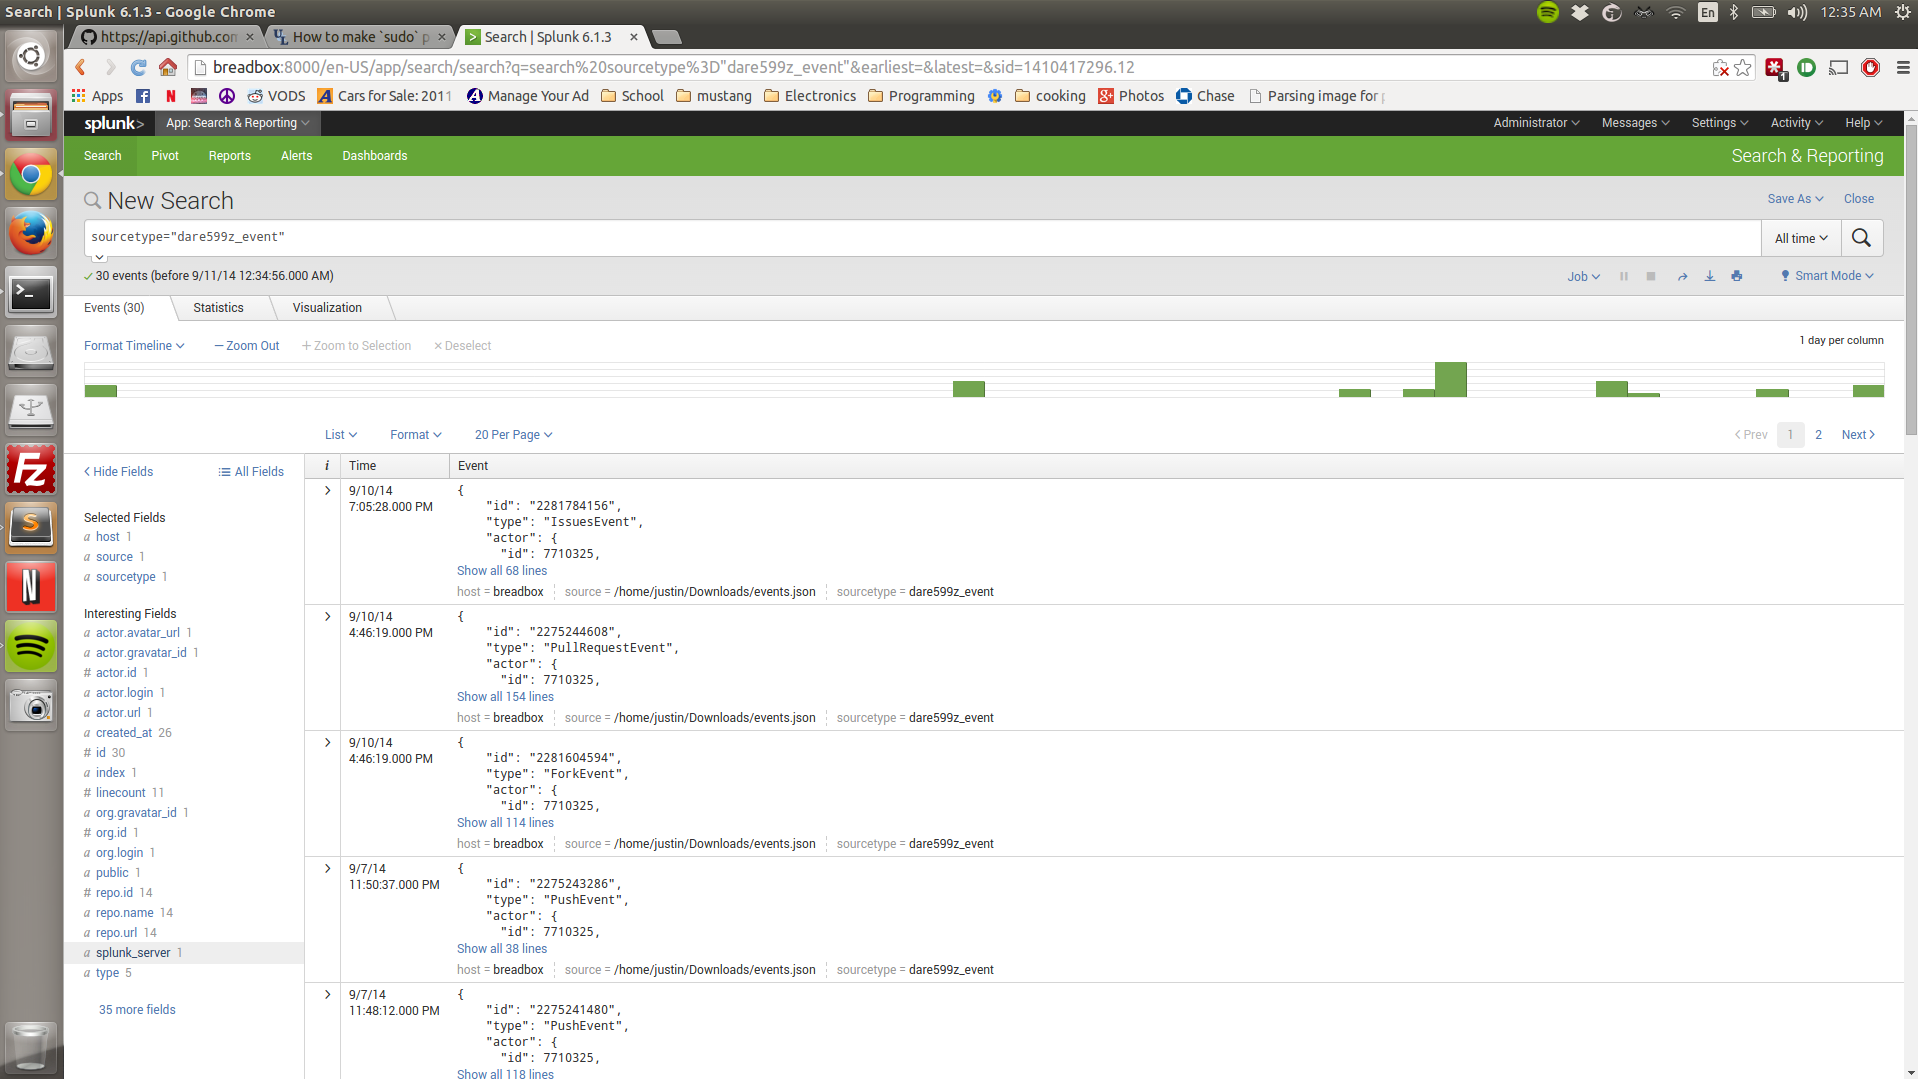 Search | Splunk 6.1.3 - Google Chrome
En
12:35 AM
https://api.github.com
How to make `sudo` p
Search | Splunk 6.1.3
breadbox:8000/en-US/app/search/search?q=search%20sourcetype%3D"dare599z_event"&earliest=&latest=&sid=1410417296.12
Apps
VODS
Cars for Sale: 2011
Manage Your Ad
School
mustang
Electronics
Programming
cooking
Photos
Chase
Parsing image for
splunk>
App: Search & Reporting
Administrator
Messages
Settings
Activity
Help
Search
Pivot
Reports
Alerts
Dashboards
Search & Reporting
New Search
Save As
Close
sourcetype="dare599z_event"
All time
30 events (before 9/11/14 12:34:56.000 AM)
Job
Smart Mode
Events (30)
Statistics
Visualization
Format Timeline
— Zoom Out
+ Zoom to Selection
× Deselect
1 day per column
List
Format
20 Per Page
< Prev
1
2
Next >
< Hide Fields
All Fields
Selected Fields
a host 1
a source 1
a sourcetype 1
Interesting Fields
a actor.avatar_url 1
a actor.gravatar_id 1
# actor.id 1
a actor.login 1
a actor.url 1
a created_at 26
# id 30
a index 1
# linecount 11
a org.gravatar_id 1
# org.id 1
a org.login 1
a public 1
# repo.id 14
a repo.name 14
a repo.url 14
a splunk_server 1
a type 5
35 more fields
i
Time
Event
9/10/14
7:05:28.000 PM
{
"id": "2281784156",
"type": "IssuesEvent",
"actor": {
"id": 7710325,
Show all 68 lines
host = breadbox
source = /home/justin/Downloads/events.json
sourcetype = dare599z_event
9/10/14
4:46:19.000 PM
{
"id": "2275244608",
"type": "PullRequestEvent",
"actor": {
"id": 7710325,
Show all 154 lines
host = breadbox
source = /home/justin/Downloads/events.json
sourcetype = dare599z_event
9/10/14
4:46:19.000 PM
{
"id": "2281604594",
"type": "ForkEvent",
"actor": {
"id": 7710325,
Show all 114 lines
host = breadbox
source = /home/justin/Downloads/events.json
sourcetype = dare599z_event
9/7/14
11:50:37.000 PM
{
"id": "2275243286",
"type": "PushEvent",
"actor": {
"id": 7710325,
Show all 38 lines
host = breadbox
source = /home/justin/Downloads/events.json
sourcetype = dare599z_event
9/7/14
11:48:12.000 PM
{
"id": "2275241480",
"type": "PushEvent",
"actor": {
"id": 7710325,
Show all 118 lines